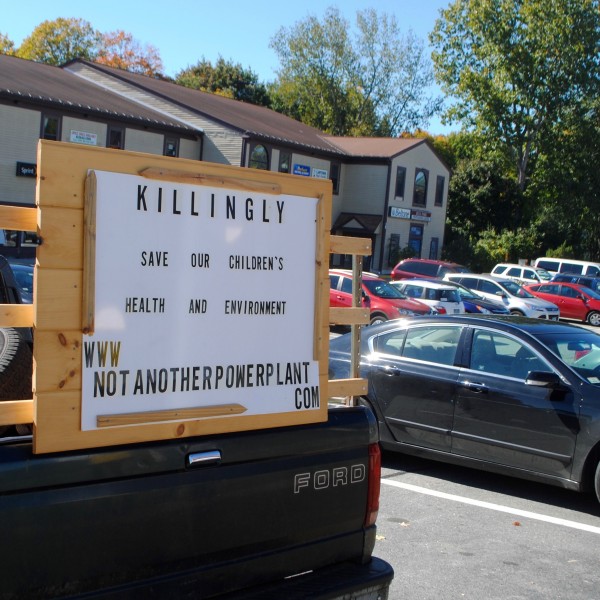 KILLINGLY
SAVE OUR CHILDREN'S
HEALTH AND ENVIRONMENT
WWW
NOTANOTHERPOWERPLANT
COM
FORD